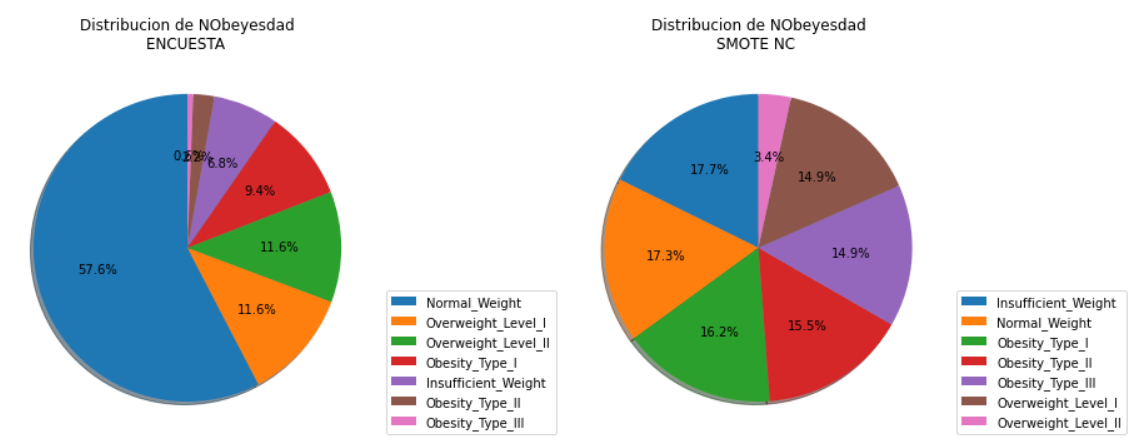 Distribucion de NObeyesdad
ENCUESTA
57.6%
11.6%
11.6%
9.4%
6.8%
0.6%
Normal_Weight
Overweight_Level_I
Overweight_Level_II
Obesity_Type_I
Insufficient_Weight
Obesity_Type_II
Obesity_Type_III
Distribucion de NObeyesdad
SMOTE NC
17.7%
17.3%
16.2%
15.5%
14.9%
14.9%
3.4%
Insufficient_Weight
Normal_Weight
Obesity_Type_I
Obesity_Type_II
Obesity_Type_III
Overweight_Level_I
Overweight_Level_II